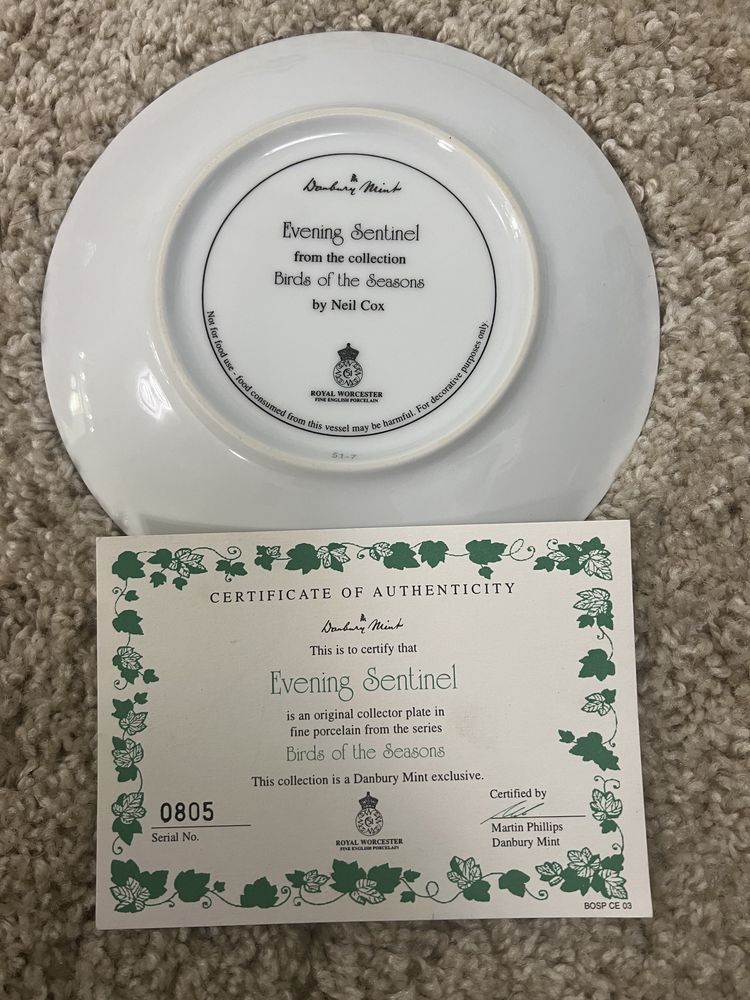 Danbury Mint
Evening Sentinel
from the collection
Birds of the Seasons
by Neil Cox
ROYAL WORCESTER
FINE ENGLISH PORCELAIN
Not for food use - food consumed from this vessel may be harmful. For decorative purposes only.
51-7
CERTIFICATE OF AUTHENTICITY
Danbury Mint
This is to certify that
Evening Sentinel
is an original collector plate in
fine porcelain from the series
Birds of the Seasons
This collection is a Danbury Mint exclusive.
0805
Serial No.
ROYAL WORCESTER
FINE ENGLISH PORCELAIN
Certified by
Martin Phillips
Danbury Mint
BOSP CE 03